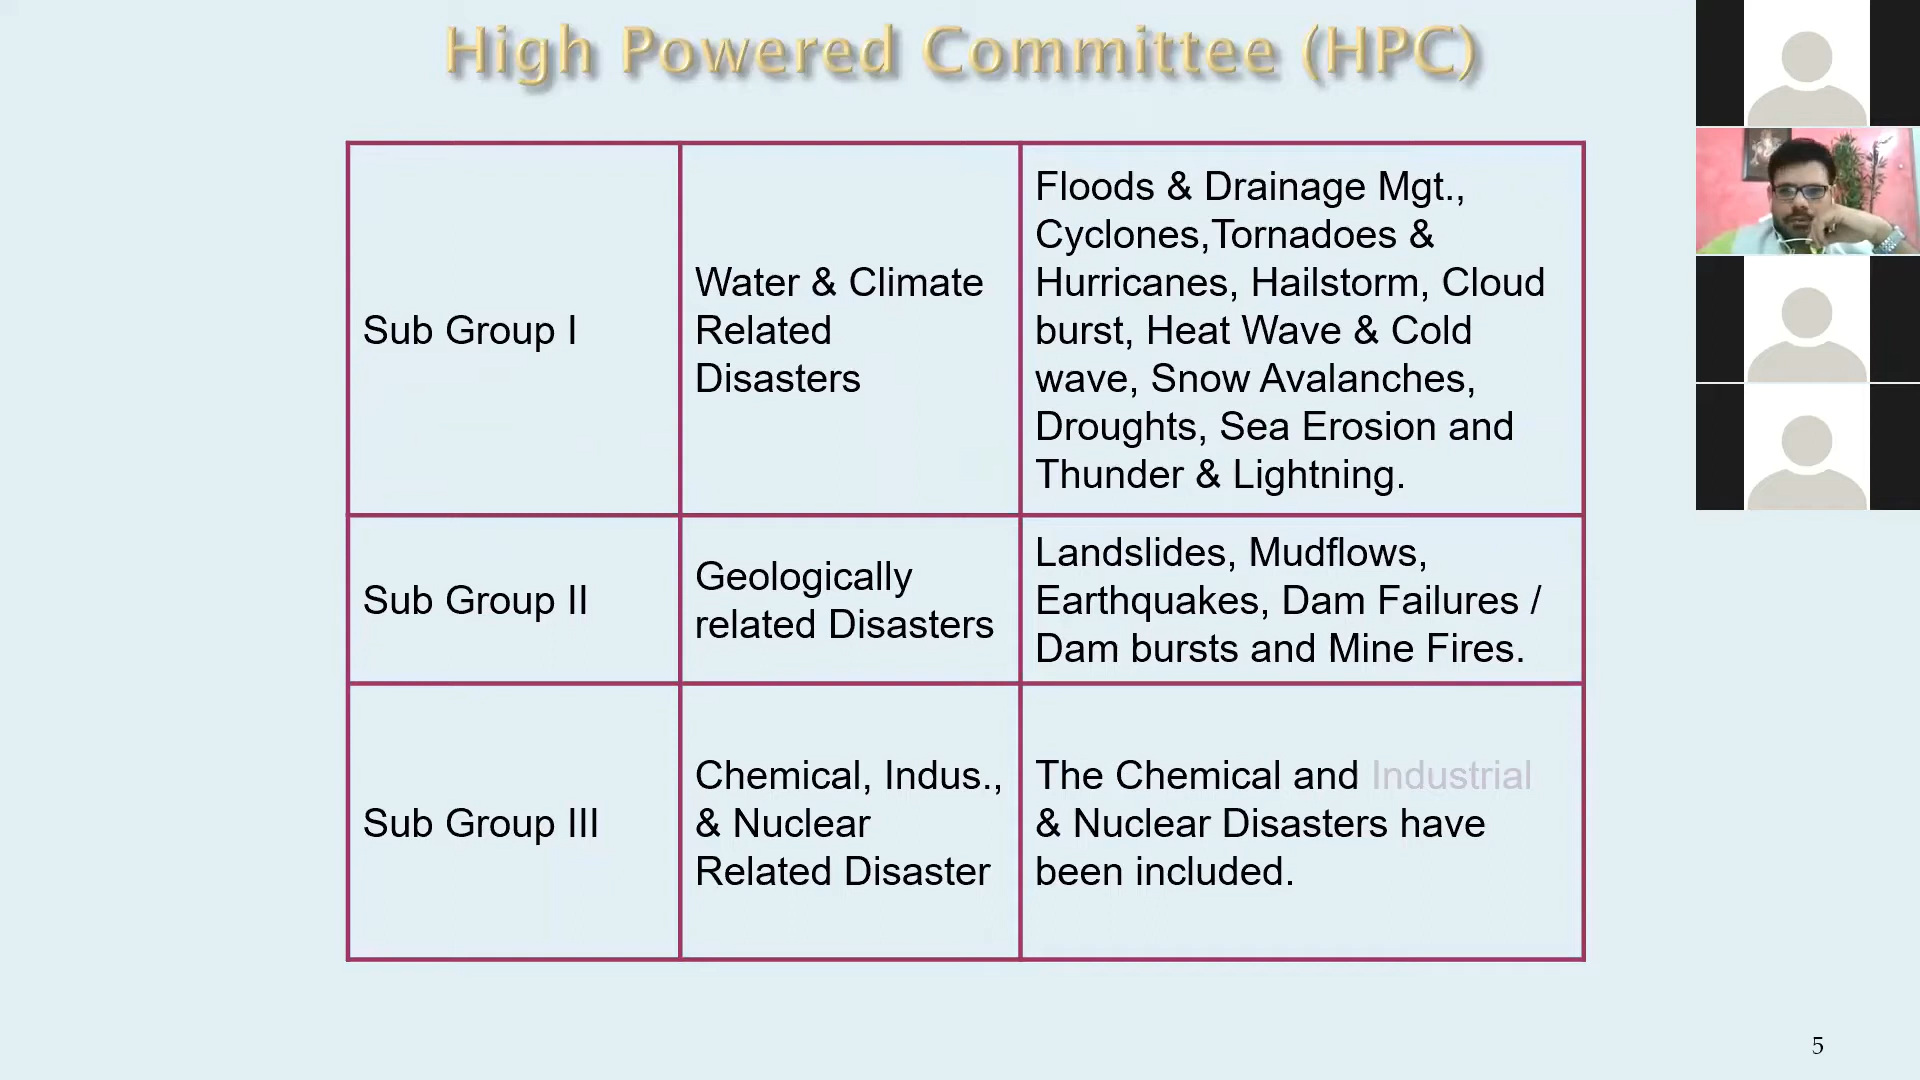 High Powered Committee (HPC)
Sub Group I
Water & Climate
Related
Disasters
Floods & Drainage Mgt.,
Cyclones,Tornadoes &
Hurricanes, Hailstorm, Cloud
burst, Heat Wave & Cold
wave, Snow Avalanches,
Droughts, Sea Erosion and
Thunder & Lightning.
Sub Group II
Geologically
related Disasters
Landslides, Mudflows,
Earthquakes, Dam Failures /
Dam bursts and Mine Fires.
Sub Group III
Chemical, Indus.,
& Nuclear
Related Disaster
The Chemical and Industrial
& Nuclear Disasters have
been included.
5